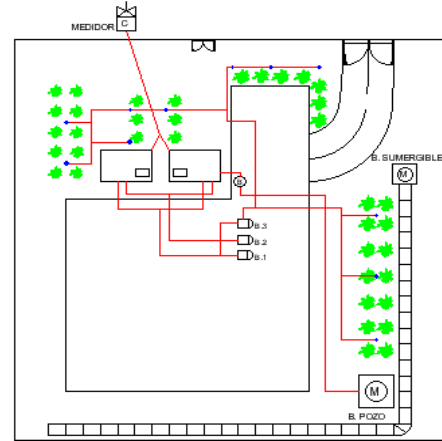 C
MEDIDOR
B. SUMERGIBLE
M
B
B.3
B.2
B.1
M
B. POZO